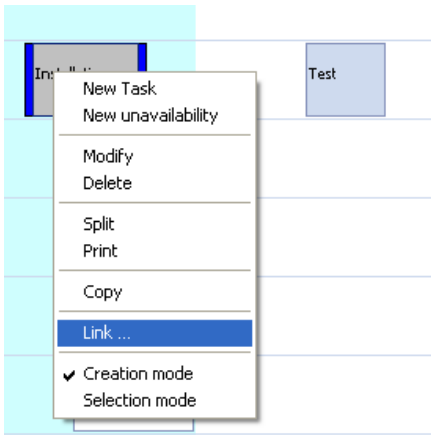 Test
New Task
New unavailability
Modify
Delete
Split
Print
Copy
Link ...
Creation mode
Selection mode